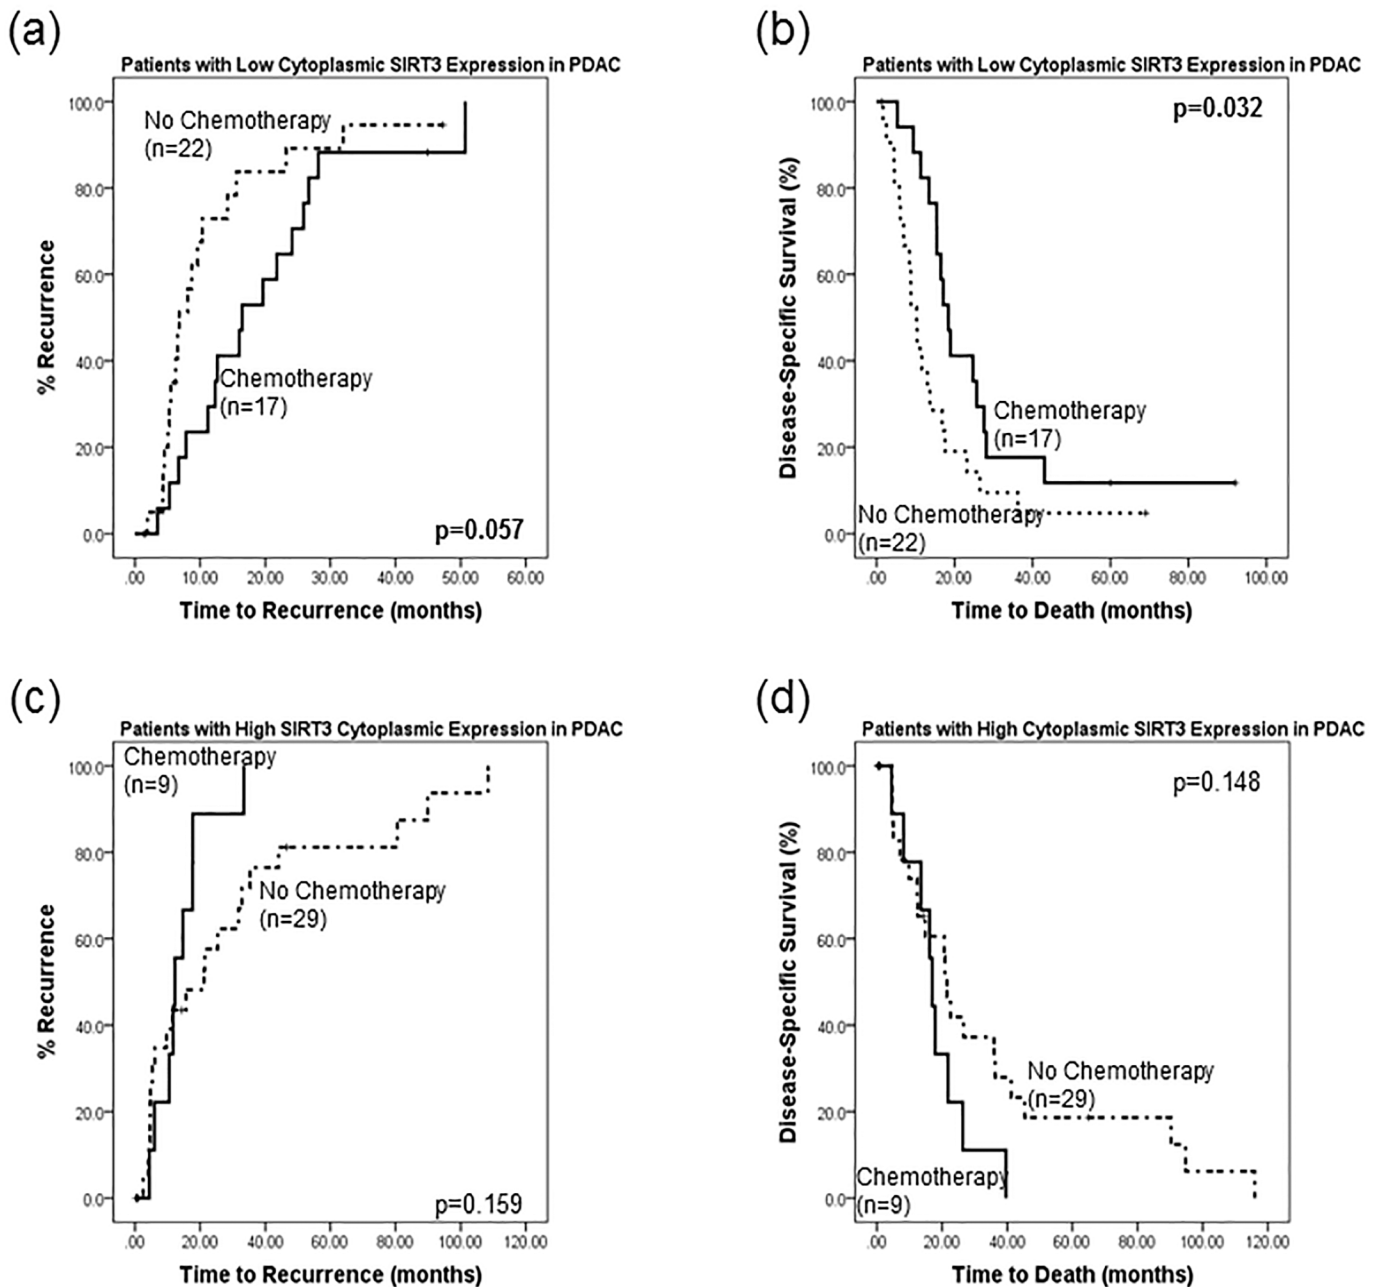 (a)
Patients with Low Cytoplasmic SIRT3 Expression in PDAC
100.0
80.0
60.0
40.0
20.0
0.0
% Recurrence
No Chemotherapy
(n=22)
Chemotherapy
(n=17)
p=0.057
.00 10.00 20.00 30.00 40.00 50.00 60.00
Time to Recurrence (months)
(b)
Patients with Low Cytoplasmic SIRT3 Expression in PDAC
100.0
80.0
60.0
40.0
20.0
0.0
Disease-Specific Survival (%)
p=0.032
Chemotherapy
(n=17)
No Chemotherapy
(n=22)
.00 20.00 40.00 60.00 80.00 100.00
Time to Death (months)
(c)
Patients with High SIRT3 Cytoplasmic Expression in PDAC
100.0
80.0
60.0
40.0
20.0
0.0
% Recurrence
Chemotherapy
(n=9)
No Chemotherapy
(n=29)
p=0.159
.00 20.00 40.00 60.00 80.00 100.00 120.00
Time to Recurrence (months)
(d)
Patients with High Cytoplasmic SIRT3 Expression in PDAC
100.0
80.0
60.0
40.0
20.0
0.0
Disease-Specific Survival (%)
p=0.148
No Chemotherapy
(n=29)
Chemotherapy
(n=9)
.00 20.00 40.00 60.00 80.00 100.00 120.00
Time to Death (months)